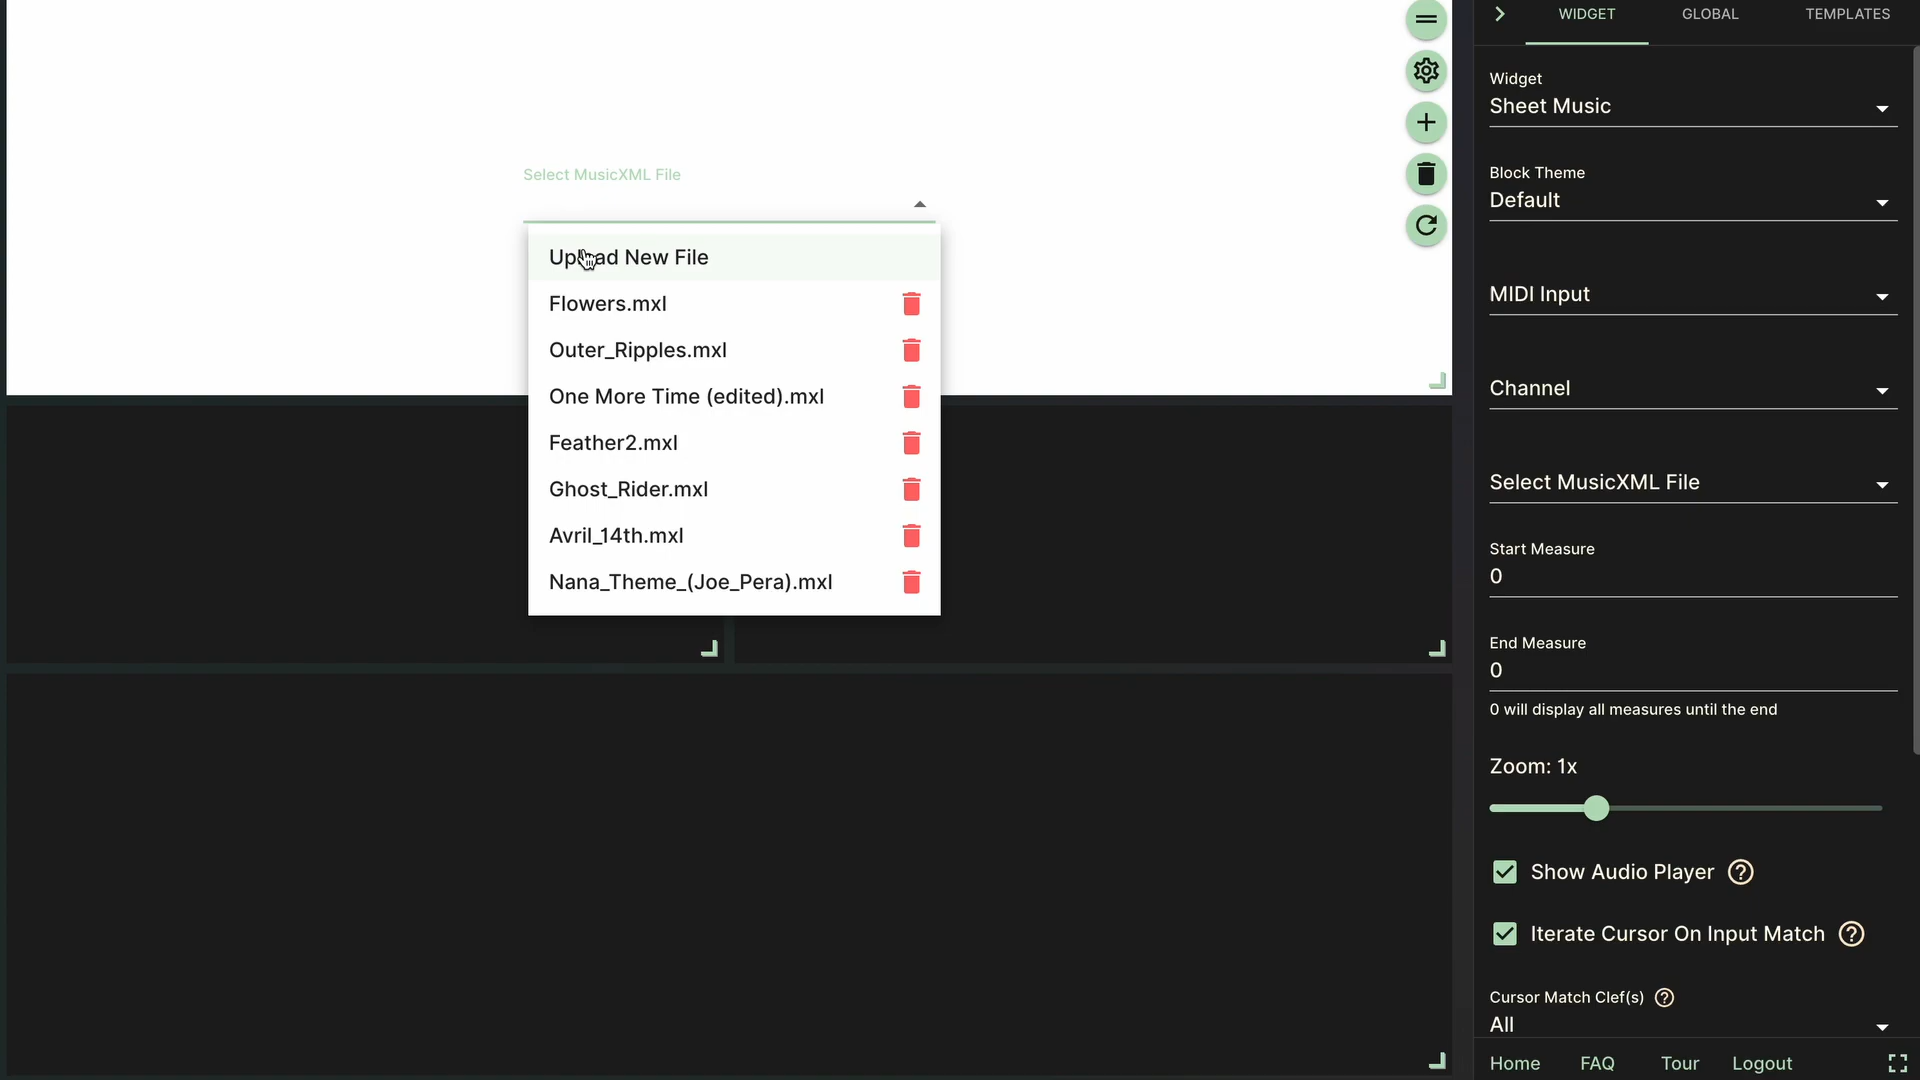 WIDGET
GLOBAL
TEMPLATES
Select MusicXML File
Upload New File
Flowers.mxl
Outer_Ripples.mxl
One More Time (edited).mxl
Feather2.mxl
Ghost_Rider.mxl
Avril_14th.mxl
Nana_Theme_(Joe_Pera).mxl
Widget
Sheet Music
Block Theme
Default
MIDI Input
Channel
Select MusicXML File
Start Measure
0
End Measure
0
0 will display all measures until the end
Zoom: 1x
Show Audio Player
Iterate Cursor On Input Match
Cursor Match Clef(s)
All
Home
FAQ
Tour
Logout